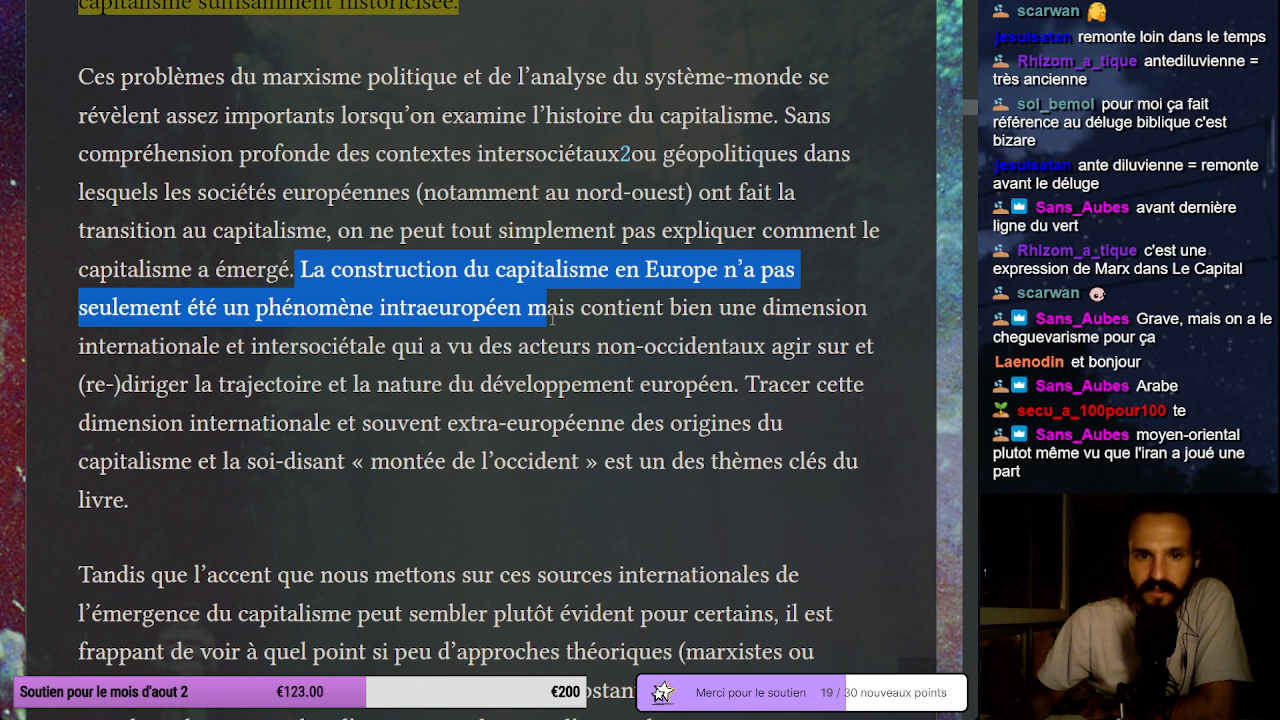 capitalisme suffisamment historicisée.
Ces problèmes du marxisme politique et de l’analyse du système-monde se
révèlent assez importants lorsqu’on examine l’histoire du capitalisme. Sans
compréhension profonde des contextes intersociétaux2ou géopolitiques dans
lesquels les sociétés européennes (notamment au nord-ouest) ont fait la
transition au capitalisme, on ne peut tout simplement pas expliquer comment le
capitalisme a émergé. La construction du capitalisme en Europe n’a pas
seulement été un phénomène intraeuropéen mais contient bien une dimension
internationale et intersociétale qui a vu des acteurs non-occidentaux agir sur et
(re-)diriger la trajectoire et la nature du développement européen. Tracer cette
dimension internationale et souvent extra-européenne des origines du
capitalisme et la soi-disant « montée de l’occident » est un des thèmes clés du
livre.
Tandis que l’accent que nous mettons sur ces sources internationales de
l’émergence du capitalisme peut sembler plutôt évident pour certains, il est
frappant de voir à quel point si peu d’approches théoriques (marxistes ou
Soutien pour le mois d'aout 2 €123.00 €200
Merci pour le soutien 19 / 30 nouveaux points
scarwan
jesuisatan remonte loin dans le temps
Rhizom_a_tique antediluvienne =
très ancienne
sol_bemol pour moi ça fait
référence au déluge biblique c'est
bizare
jesuisatan ante diluvienne = remonte
avant le déluge
Sans_Aubes avant dernière
ligne du vert
Rhizom_a_tique c'est une
expression de Marx dans Le Capital
scarwan
Sans_Aubes Grave, mais on a le
cheguevarisme pour ça
Laenodin et bonjour
Sans_Aubes Arabe
secu_a_100pour100 te
Sans_Aubes moyen-oriental
plutot même vu que l'iran a joué une
part